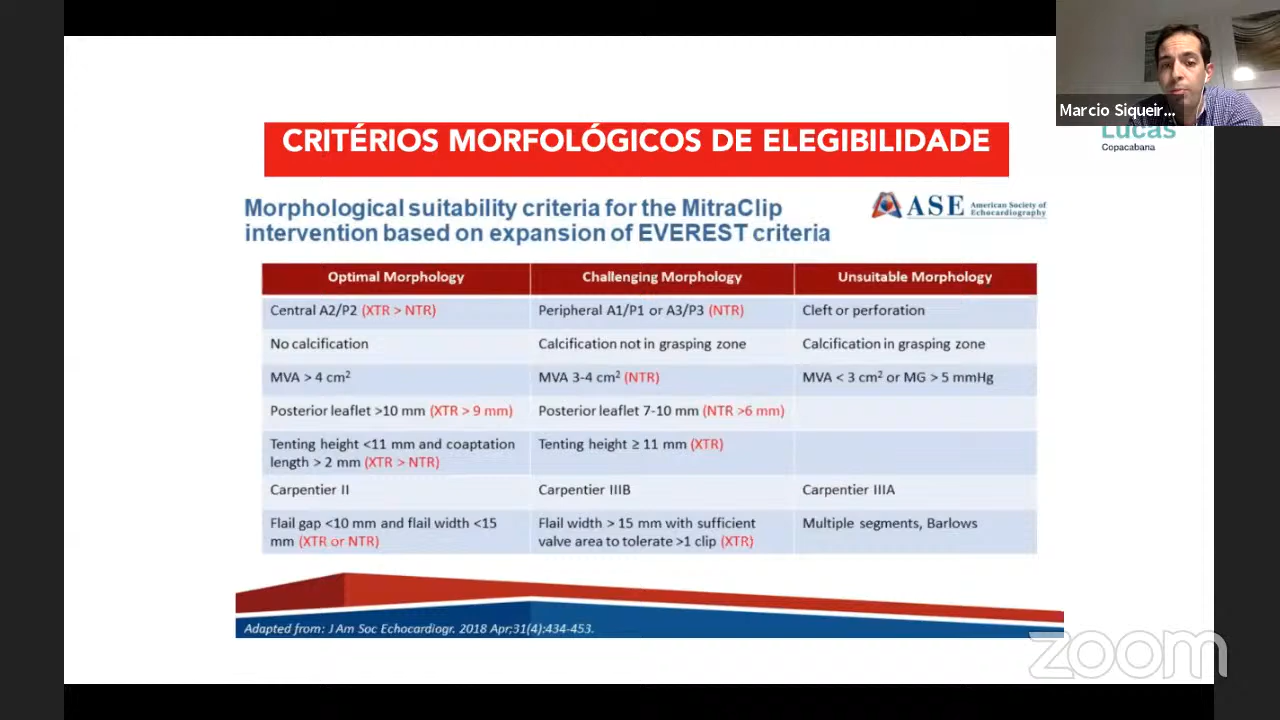 Marcio Siqueir...
Lucas
Copacabana
CRITÉRIOS MORFOLÓGICOS DE ELEGIBILIDADE
Morphological suitability criteria for the MitraClip
intervention based on expansion of EVEREST criteria
ASE American Society of
Echocardiography
Optimal Morphology Challenging Morphology Unsuitable Morphology
Central A2/P2 (XTR > NTR) Peripheral A1/P1 or A3/P3 (NTR) Cleft or perforation
No calcification Calcification not in grasping zone Calcification in grasping zone
MVA > 4 cm² MVA 3-4 cm² (NTR) MVA < 3 cm² or MG > 5 mmHg
Posterior leaflet >10 mm (XTR > 9 mm) Posterior leaflet 7-10 mm (NTR >6 mm)
Tenting height <11 mm and coaptation
length > 2 mm (XTR > NTR)
Tenting height ≥ 11 mm (XTR)
Carpentier II Carpentier IIIB Carpentier IIIA
Flail gap <10 mm and flail width <15
mm (XTR or NTR)
Flail width > 15 mm with sufficient
valve area to tolerate >1 clip (XTR)
Multiple segments, Barlows
Adapted from: J Am Soc Echocardiogr. 2018 Apr;31(4):434-453.
zoom